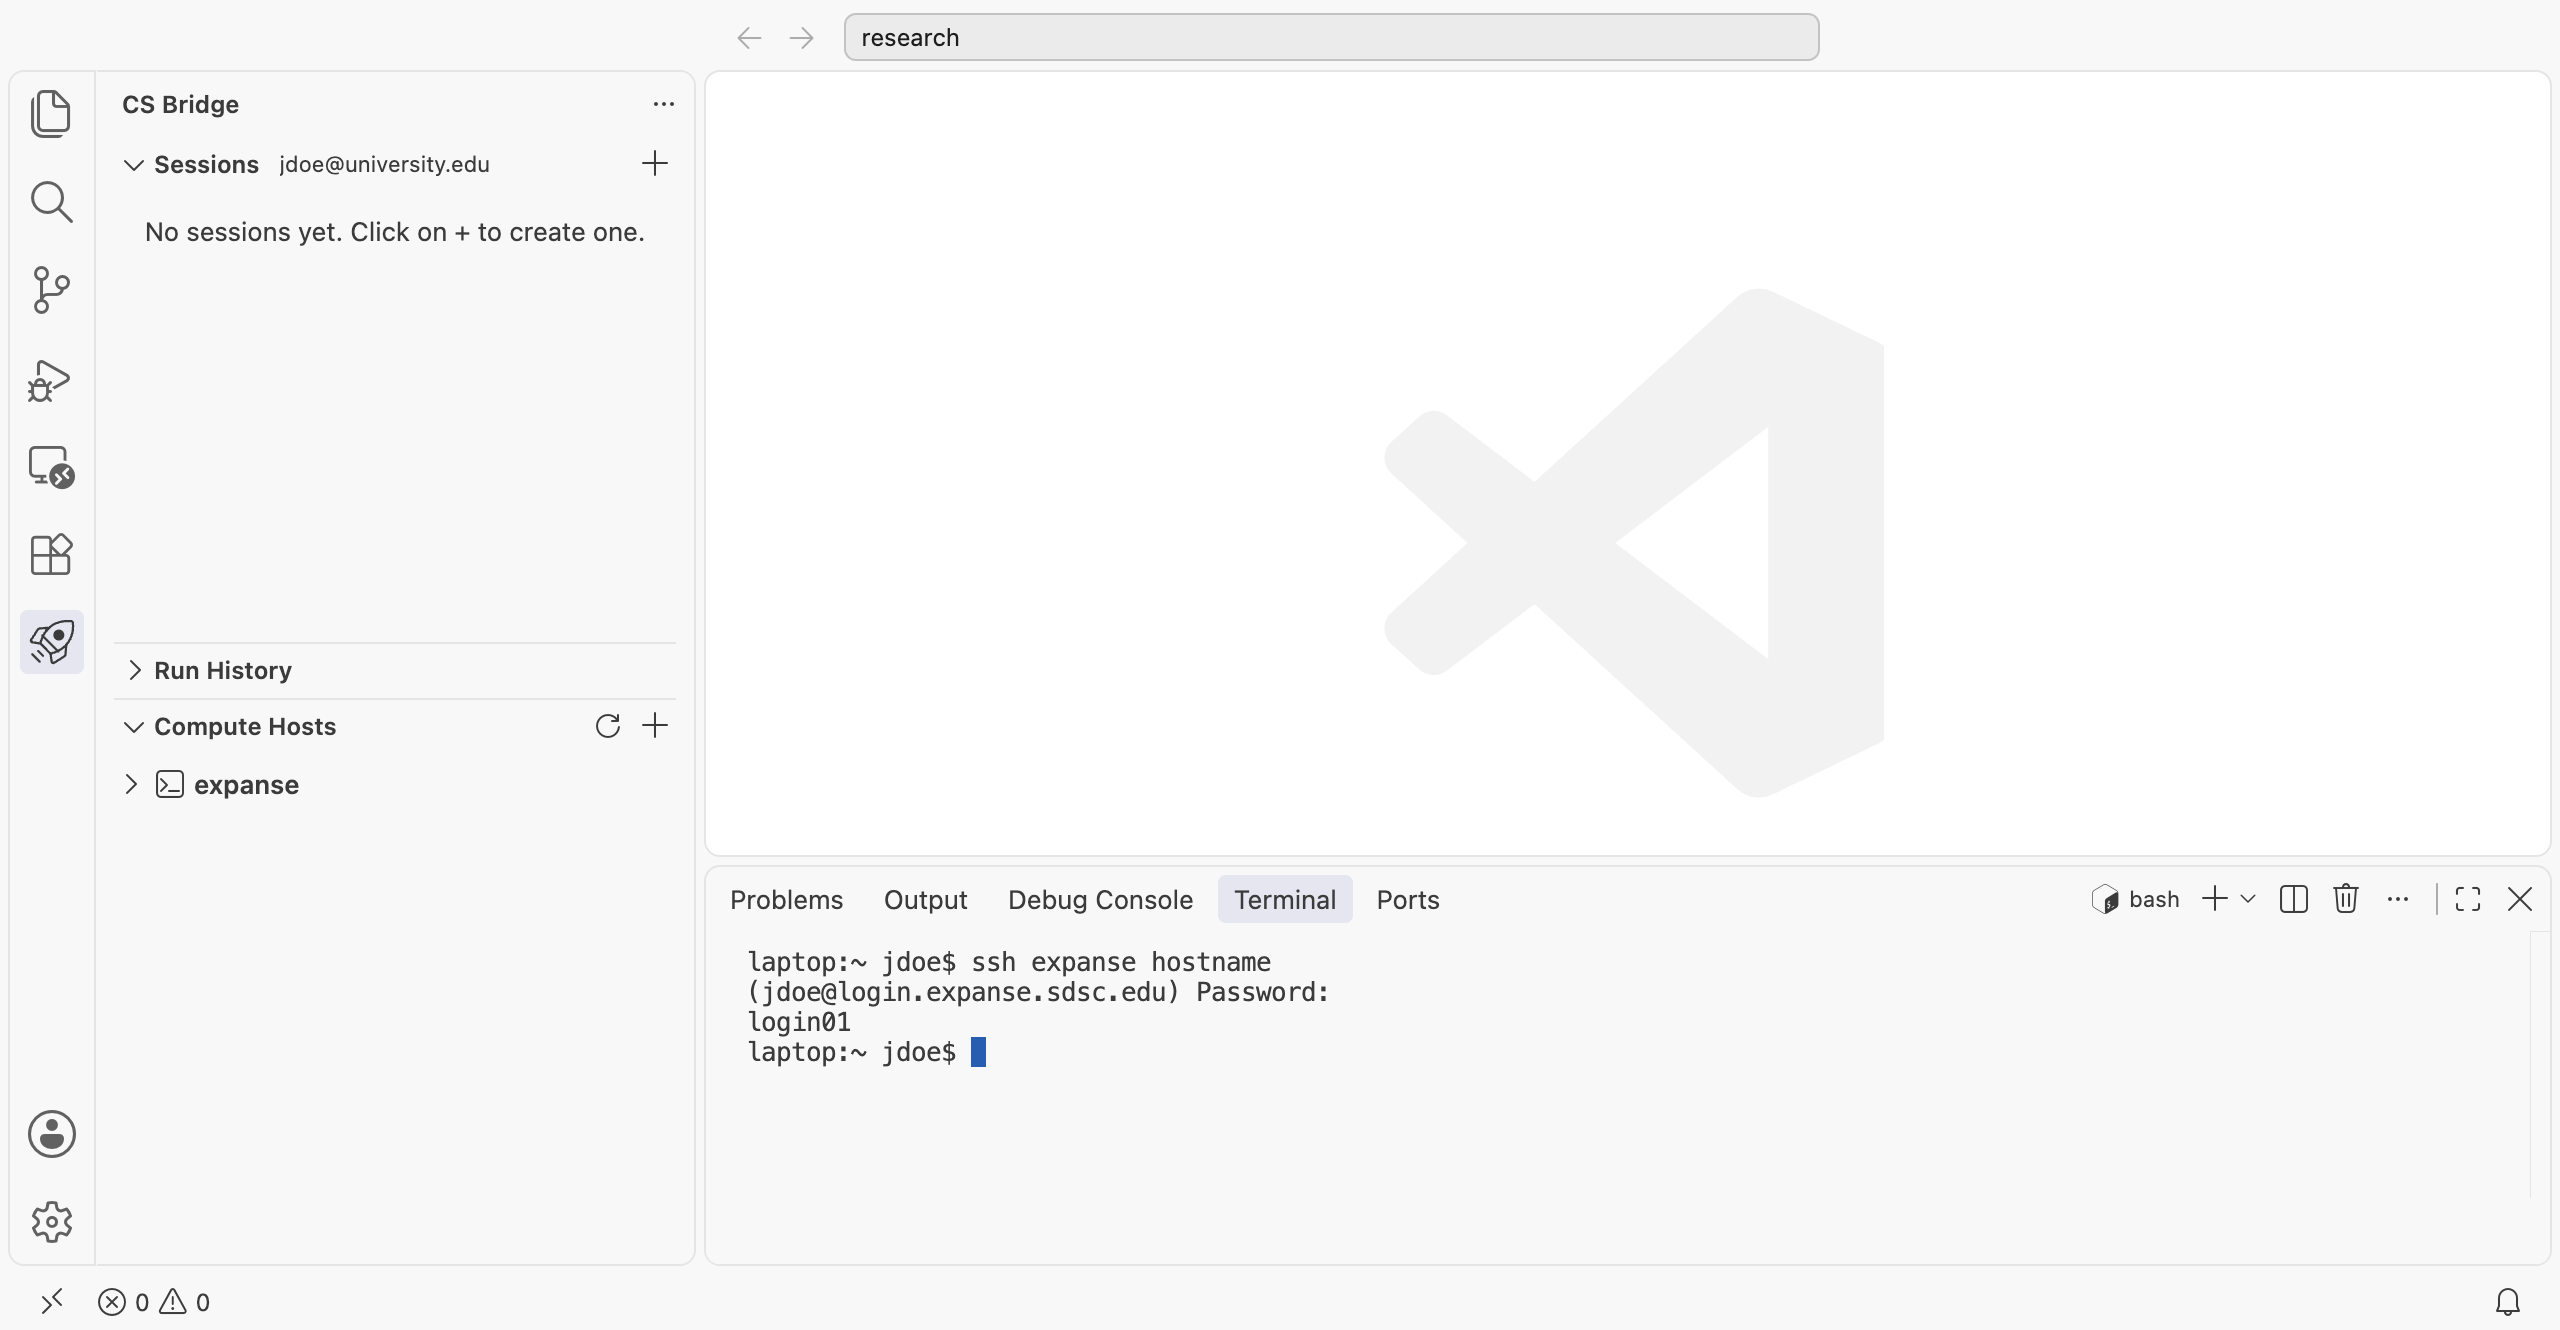 research
CS Bridge
Sessions jdoe@university.edu
No sessions yet. Click on + to create one.
Run History
Compute Hosts
expanse
Problems Output Debug Console Terminal Ports bash
laptop:~ jdoe$ ssh expanse hostname
(jdoe@login.expanse.sdsc.edu) Password:
login01
laptop:~ jdoe$
0 0